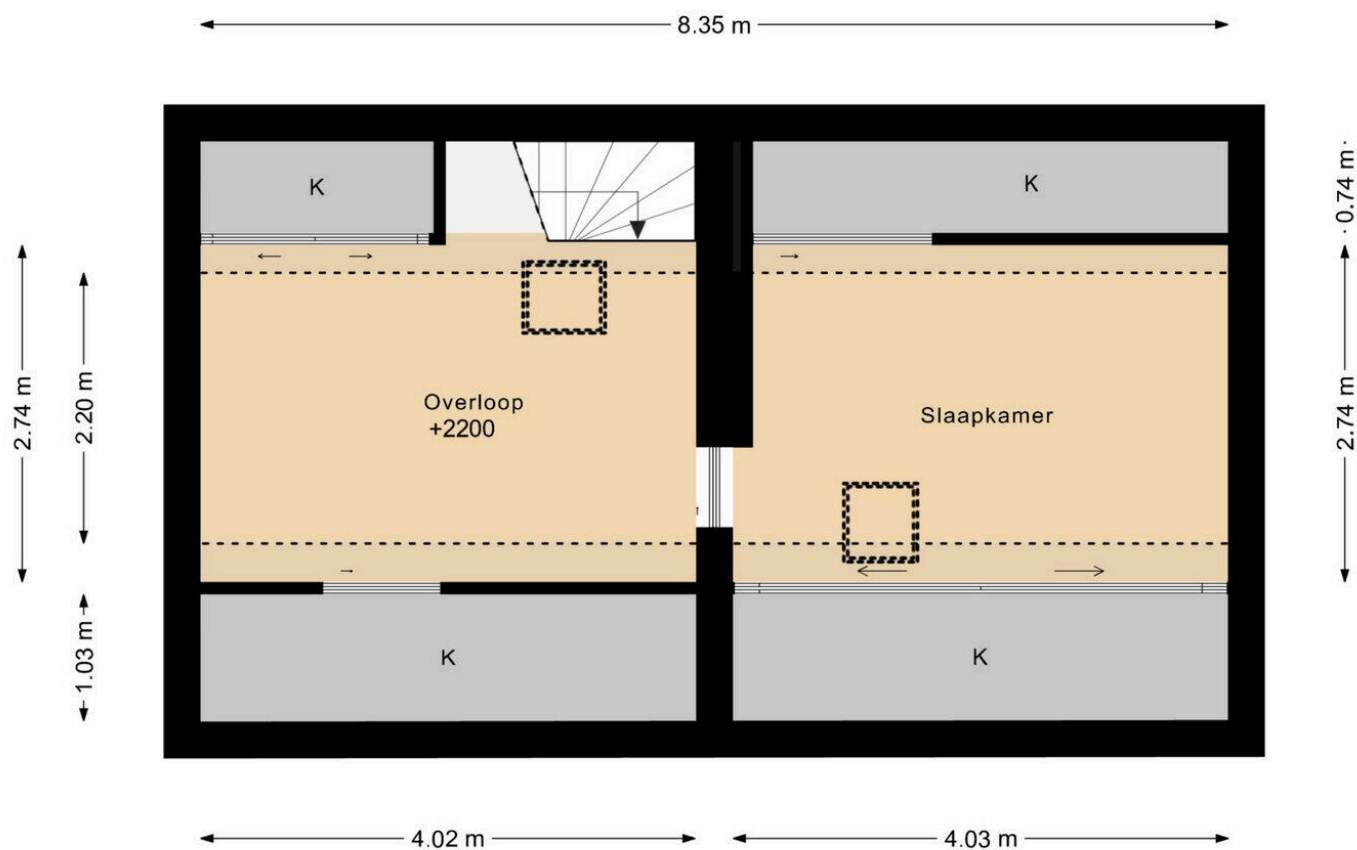 8.35 m
K
K
0.74 m
Overloop
+2200
Slaapkamer
2.74 m
2.20 m
2.74 m
1.03 m
K
K
4.02 m
4.03 m